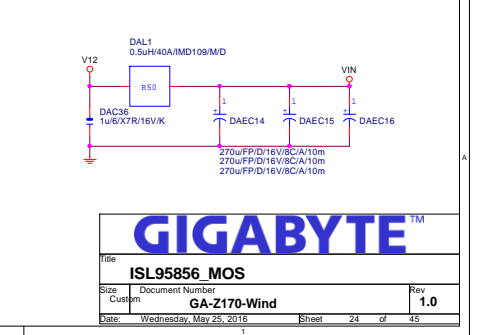 DAL1
0.5uH/40A/IMD109/M/D
V12
VIN
R50
1
1
1
DAC36
1u/6/X7R/16V/K
+
DAEC14
+
DAEC15
+
DAEC16
270u/FP/D/16V/8C/A/10m
270u/FP/D/16V/8C/A/10m
270u/FP/D/16V/8C/A/10m
A
GIGABYTE™
Title
ISL95856_MOS
Size
Document Number
Rev
Custom
GA-Z170-Wind
1.0
Date:
Wednesday, May 25, 2016
Sheet
24
of
45
1